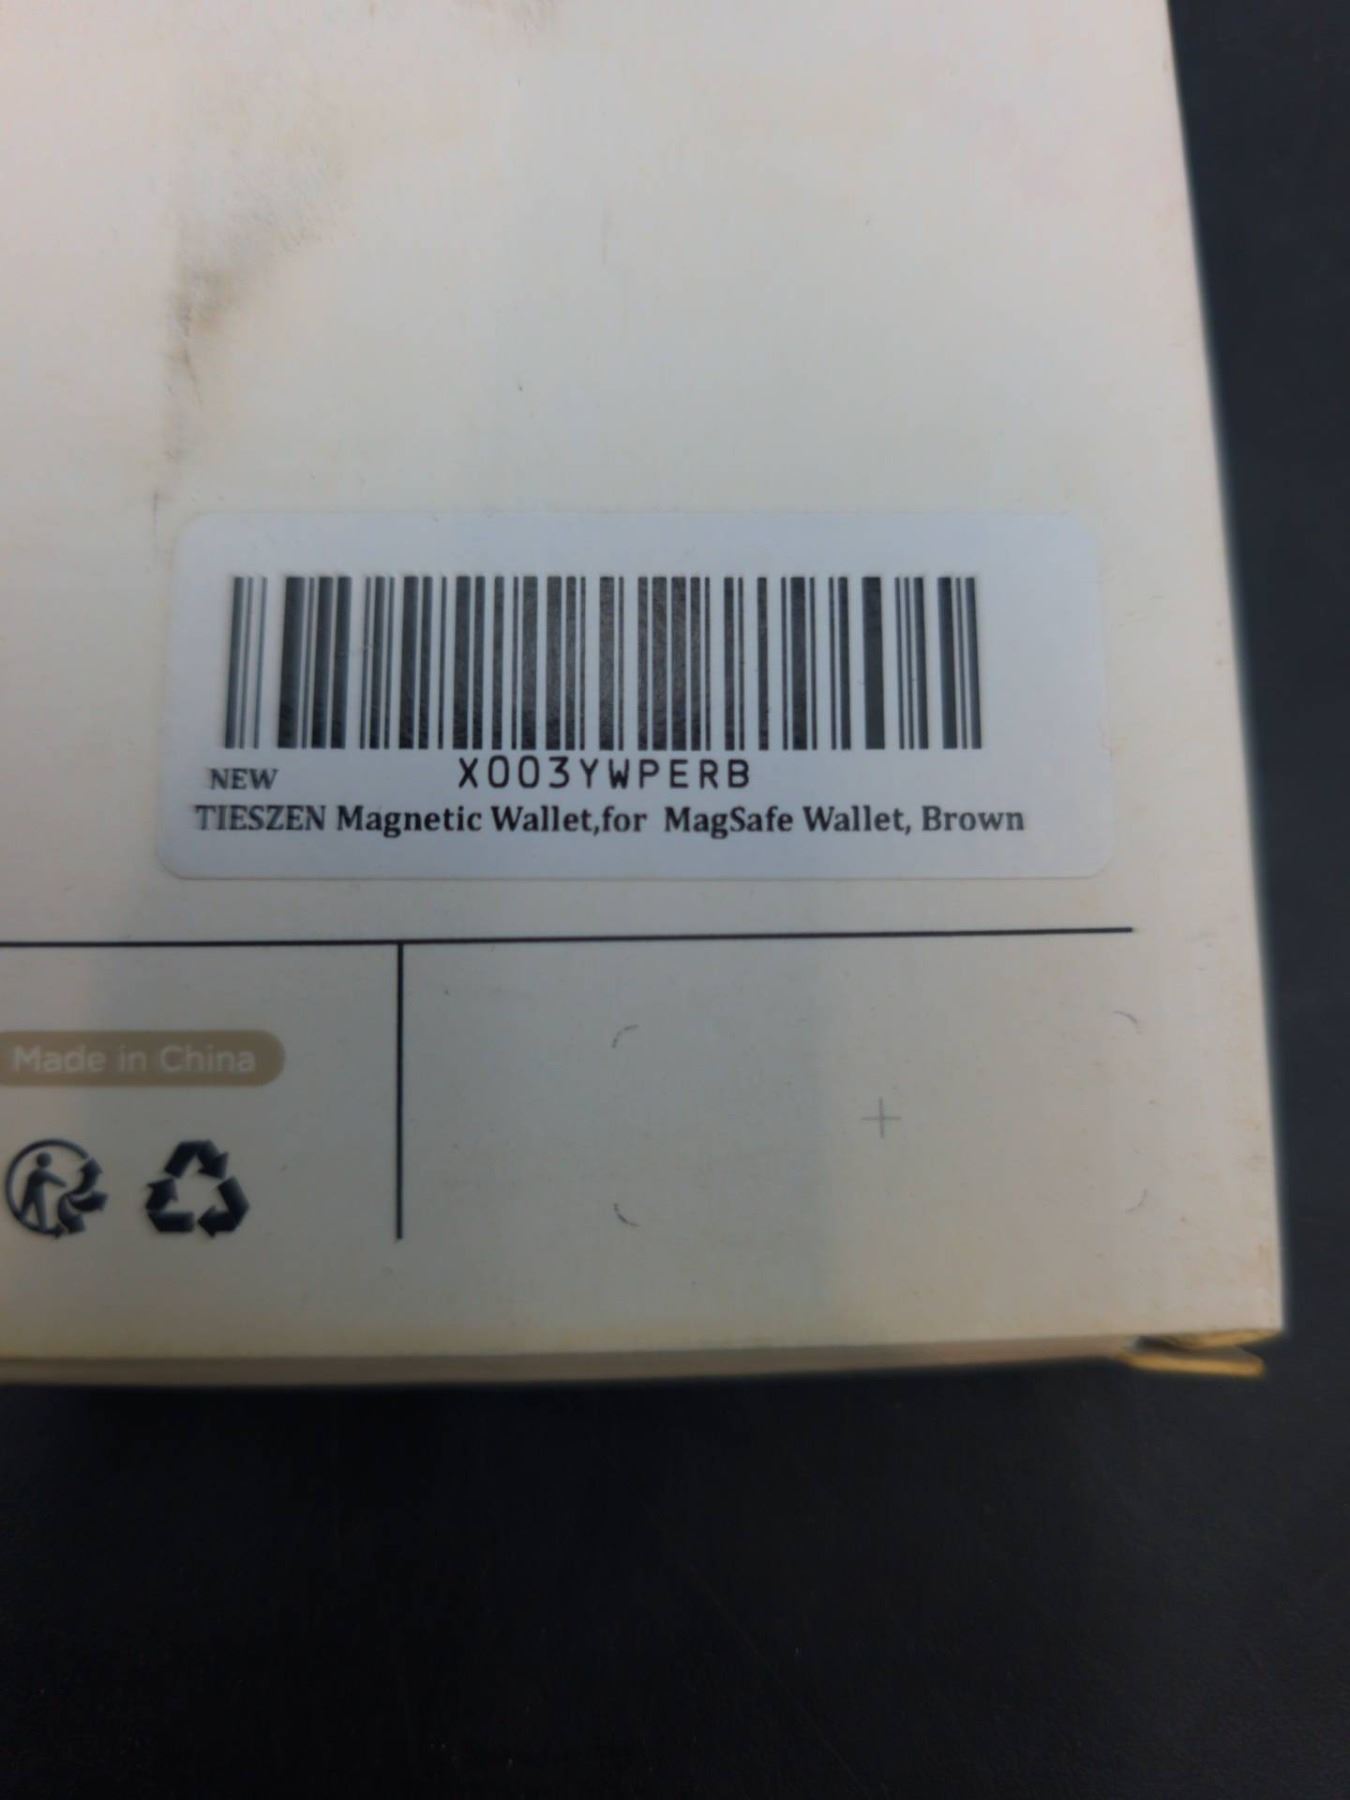 NEW X003YWPERB
TIESZEN Magnetic Wallet,for MagSafe Wallet, Brown
Made in China